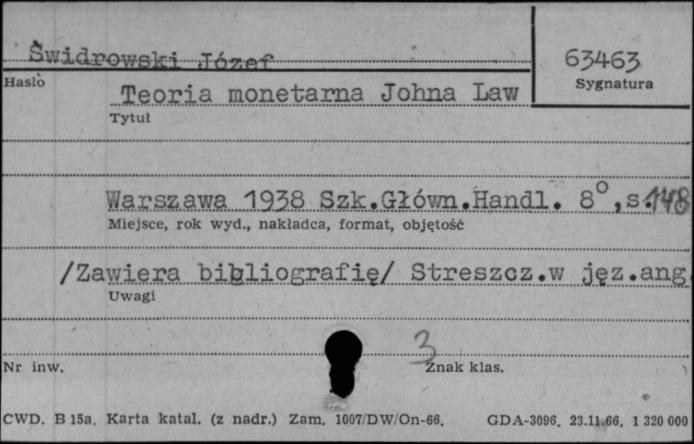 Świdrowski Józef
63463
Hasło
Sygnatura
Teoria monetarna Johna Law
Tytuł
Warszawa 1938 Szk.Główn.Handl. 8°,s.148
Miejsce, rok wyd., nakładca, format, objętość
/Zawiera bibliografię/ Streszcz.w jęz.ang
Uwagi
3
Nr inw.
Znak klas.
CWD. B 15a. Karta katal. (z nadr.) Zam. 1007/DW/On-66. GDA-3096. 23.11.66. 1 320 000